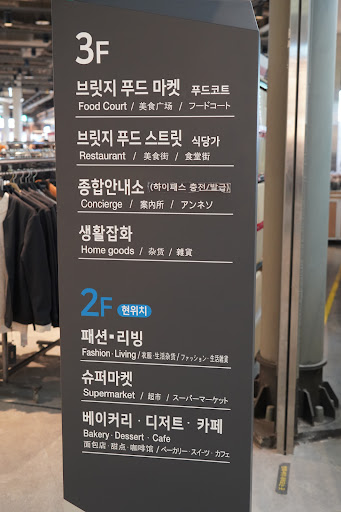 3F
브릿지 푸드 마켓 푸드코트
Food Court / 美食广场 / フードコート
브릿지 푸드 스트릿 식당가
Restaurant / 美食街 / 食堂街
종합안내소 (하이패스 충전/발급)
Concierge / 案内所 / アンネソ
생활잡화
Home goods / 杂货 / 雑貨
2F 현위치
패션·리빙
Fashion·Living / 衣服·生活杂货 / ファッション·生活雑貨
슈퍼마켓
Supermarket / 超市 / スーパーマーケット
베이커리·디저트·카페
Bakery·Dessert·Cafe
面包店·甜点·咖啡馆 / ベーカリー·スイーツ·カフェ